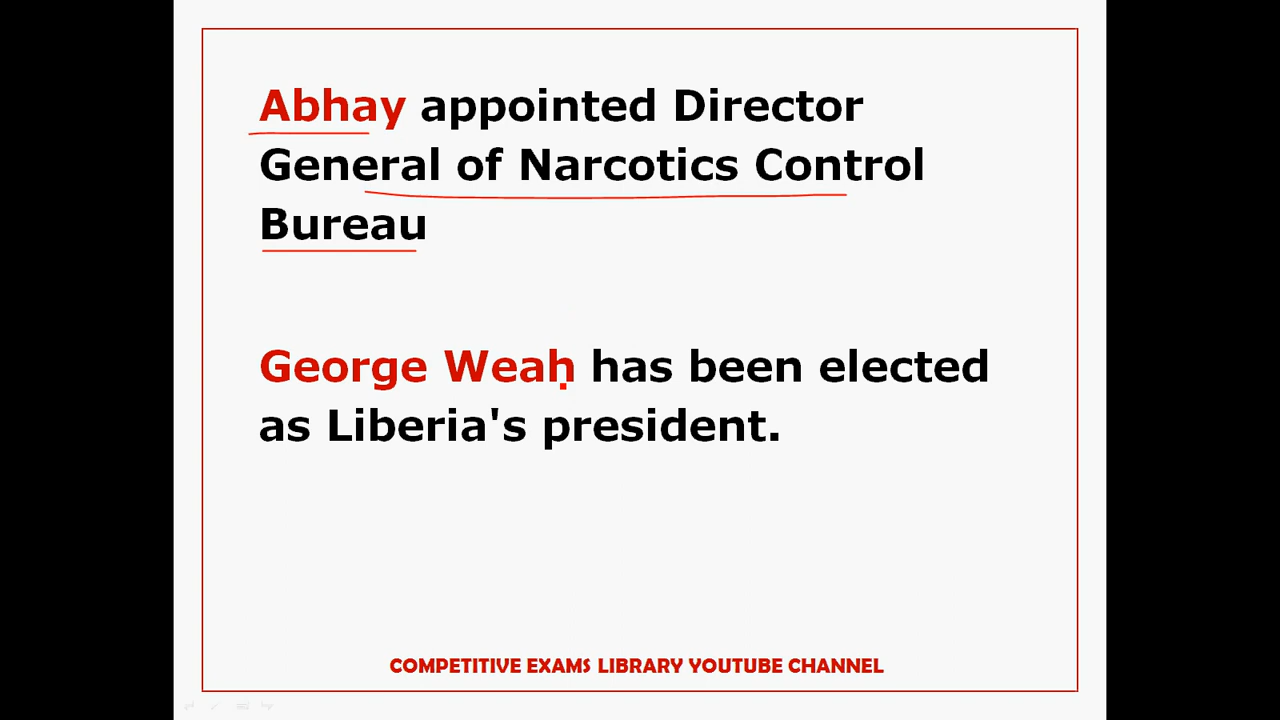 Abhay appointed Director
General of Narcotics Control
Bureau
George Weah has been elected
as Liberia's president.
COMPETITIVE EXAMS LIBRARY YOUTUBE CHANNEL